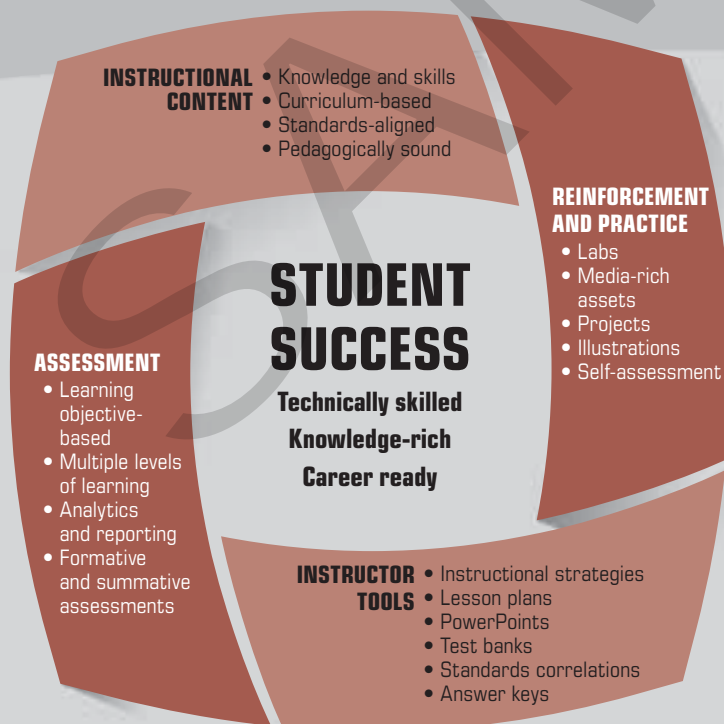 INSTRUCTIONAL
CONTENT
• Knowledge and skills
• Curriculum-based
• Standards-aligned
• Pedagogically sound
REINFORCEMENT
AND PRACTICE
• Labs
• Media-rich
assets
• Projects
• Illustrations
• Self-assessment
STUDENT
SUCCESS
Technically skilled
Knowledge-rich
Career ready
ASSESSMENT
• Learning
objective-
based
• Multiple levels
of learning
• Analytics
and reporting
• Formative
and summative
assessments
INSTRUCTOR
TOOLS
• Instructional strategies
• Lesson plans
• PowerPoints
• Test banks
• Standards correlations
• Answer keys